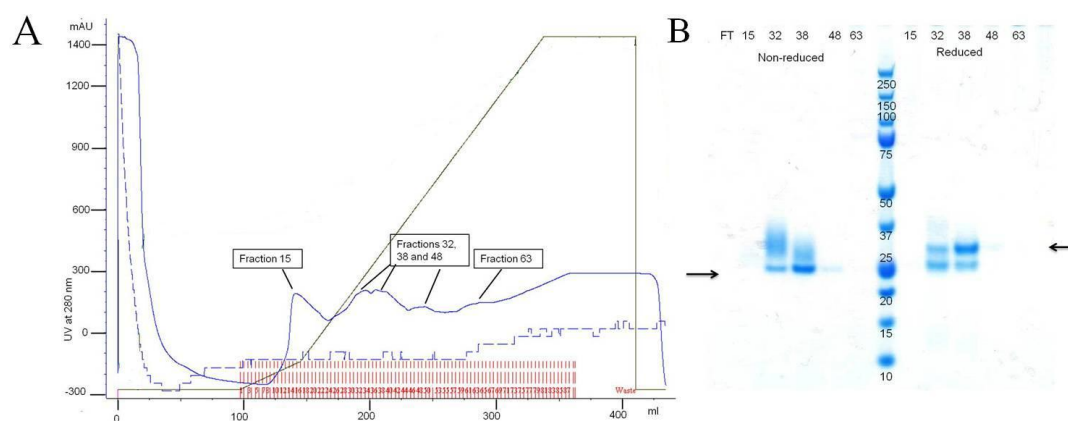 A
mAU
1400
1200
900
600
300
0
-300
UV at 280 nm
Fraction 15
Fractions 32,
38 and 48
Fraction 63
Waste
0
100
200
300
400
ml
B
FT 15 32 38 48 63
Non-reduced
15 32 38 48 63
Reduced
250
150
100
75
50
37
25
20
15
10